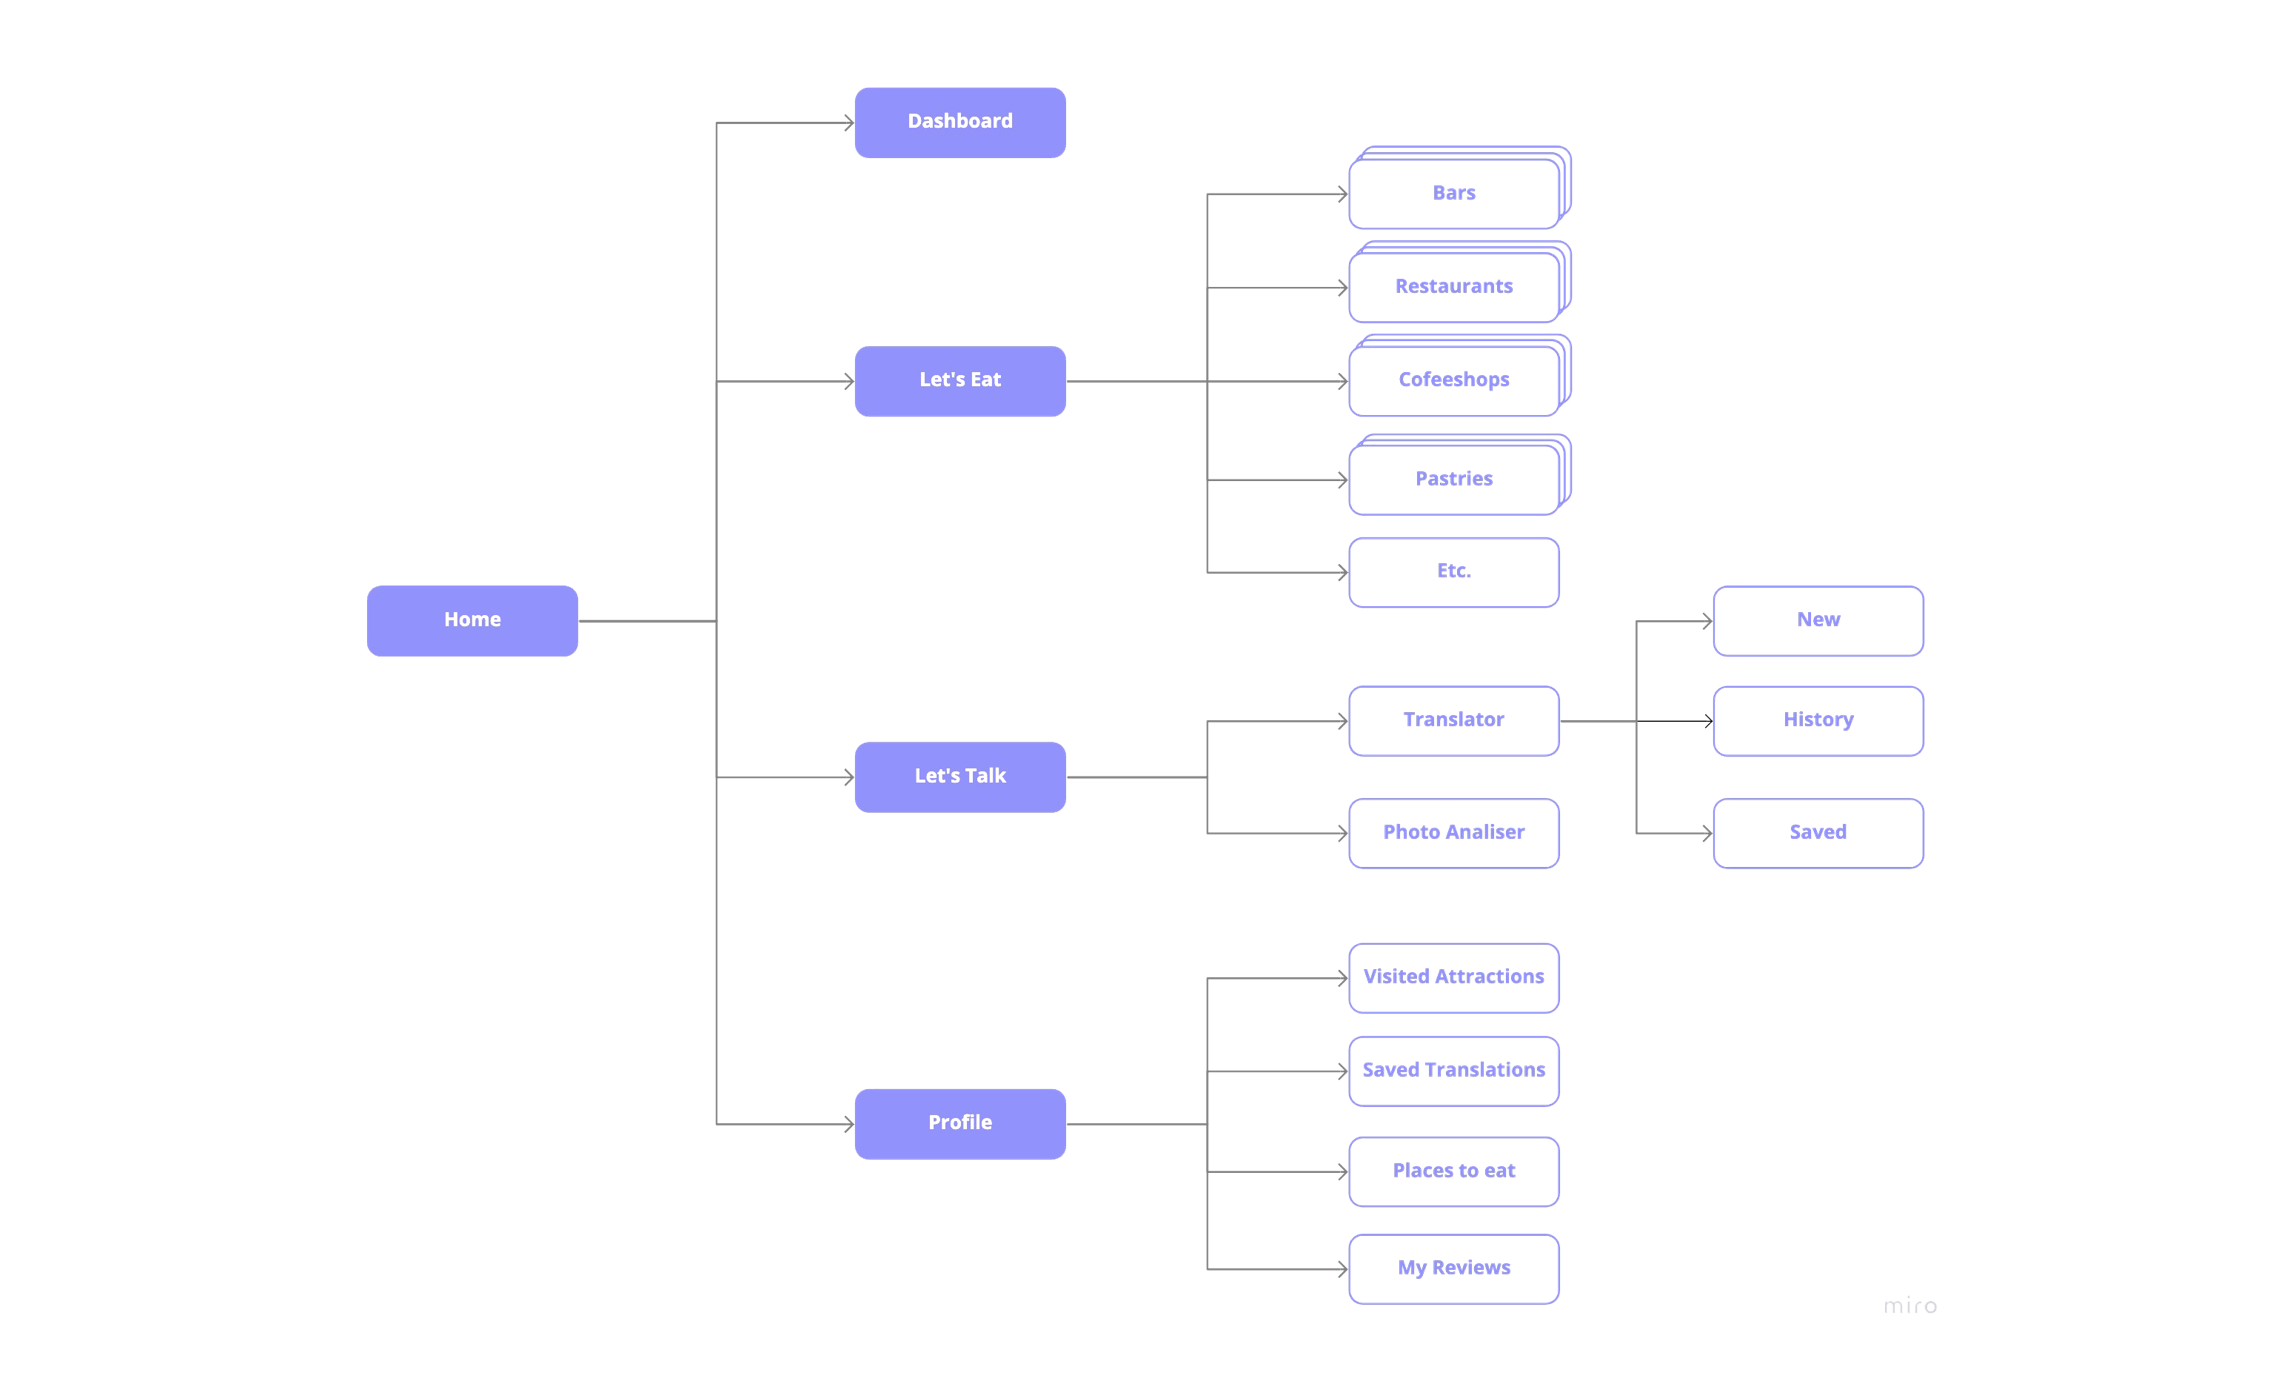 Dashboard
Bars
Restaurants
Let's Eat
Cofeeshops
Pastries
Etc.
Home
New
Translator
History
Let's Talk
Photo Analiser
Saved
Visited Attractions
Saved Translations
Profile
Places to eat
My Reviews
miro